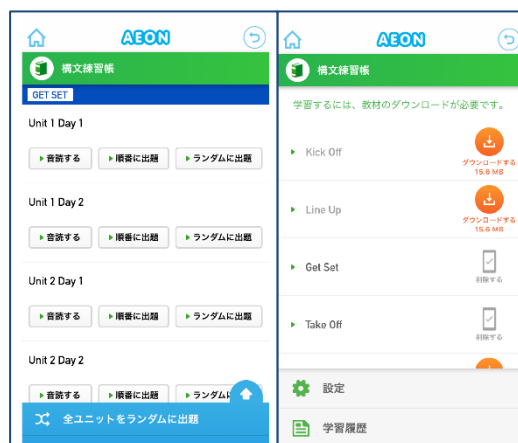 AEON
構文練習帳
GET SET
Unit 1 Day 1
音読する 順番に出題 ランダムに出題
Unit 1 Day 2
音読する 順番に出題 ランダムに出題
Unit 2 Day 1
音読する 順番に出題 ランダムに出題
Unit 2 Day 2
音読する 順番に出題 ランダム
全ユニットをランダムに出題
AEON
構文練習帳
学習するには、教材のダウンロードが必要です。
Kick Off
ダウンロードする
15.6 MB
Line Up
ダウンロードする
15.6 MB
Get Set
削除する
Take Off
削除する
設定
学習履歴